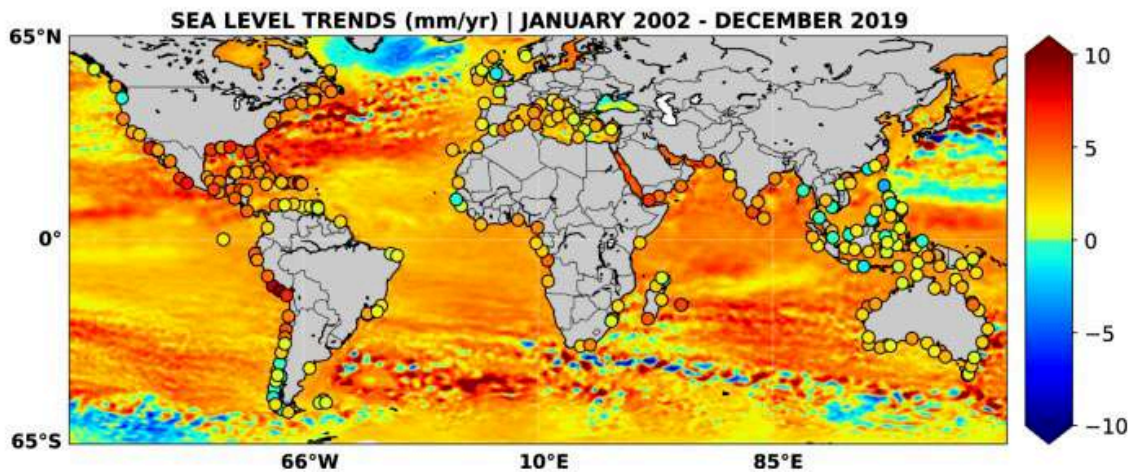 SEA LEVEL TRENDS (mm/yr) | JANUARY 2002 - DECEMBER 2019
65°N
0°
65°S
66°W
10°E
85°E
10
5
0
−5
−10